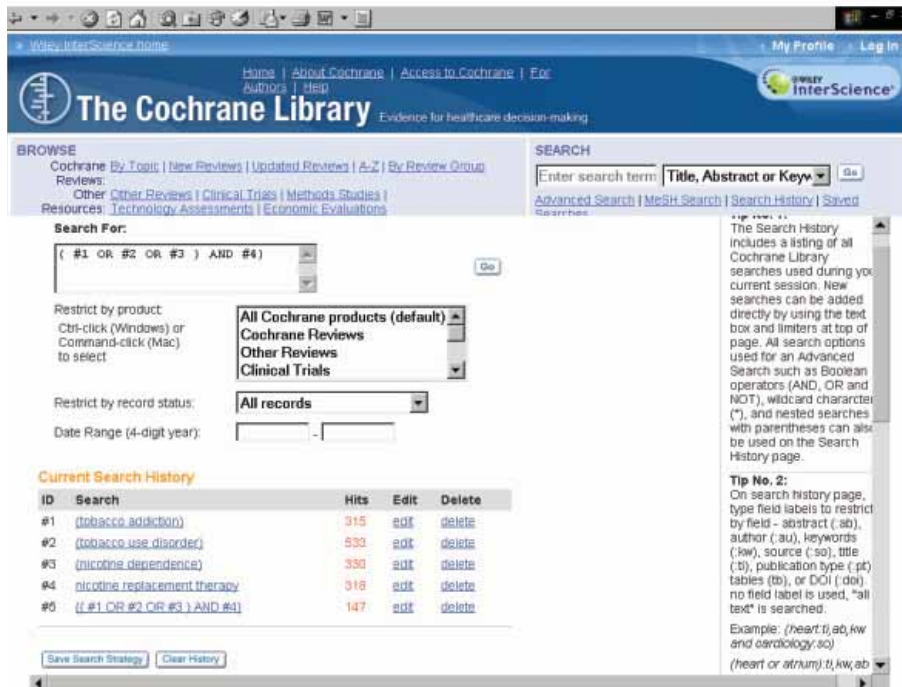 Wiley InterScience home
My Profile
Log In
Home | About Cochrane | Access to Cochrane | For
Authors | Help
The Cochrane Library
Evidence for healthcare decision-making
WILEY
InterScience
BROWSE
Cochrane By Topic | New Reviews | Updated Reviews | A-Z | By Review Group
Reviews:
Other Other Reviews | Clinical Trials | Methods Studies |
Resources: Technology Assessments | Economic Evaluations
SEARCH
Enter search term Title, Abstract or Keyw Go
Advanced Search | MeSH Search | Search History | Saved
Searches
Search For:
( #1 OR #2 OR #3 ) AND #4)
Go
Restrict by product:
Ctrl-click (Windows) or
Command-click (Mac)
to select
All Cochrane products (default)
Cochrane Reviews
Other Reviews
Clinical Trials
Restrict by record status: All records
Date Range (4-digit year): -
Current Search History
ID Search Hits Edit Delete
#1 (tobacco addiction) 315 edit delete
#2 (tobacco use disorder) 533 edit delete
#3 (nicotine dependence) 330 edit delete
#4 nicotine replacement therapy 318 edit delete
(( #1 OR #2 OR #3 ) AND #4) 147 edit delete
Save Search Strategy Clear History
Tip No. 1:
The Search History
includes a listing of all
Cochrane Library
searches used during you
current session. New
searches can be added
directly by using the text
box and limiters at top of
page. All search options
used for an Advanced
Search such as Boolean
operators (AND, OR and
NOT), wildcard charcter
(*), and nested searches
with parentheses can als
be used on the Search
History page.
Tip No. 2:
On search history page,
type field labels to restrict
by field - abstract (:ab),
author (:au), keywords
(:kw), source (:so), title
(:ti), publication type (:pt)
tables (tb), or DOI (:doi)
no field label is used, "all
text" is searched.
Example: (heart:ti,ab,kw
and cardiology:so)
(heart or atrium):ti,kw,ab